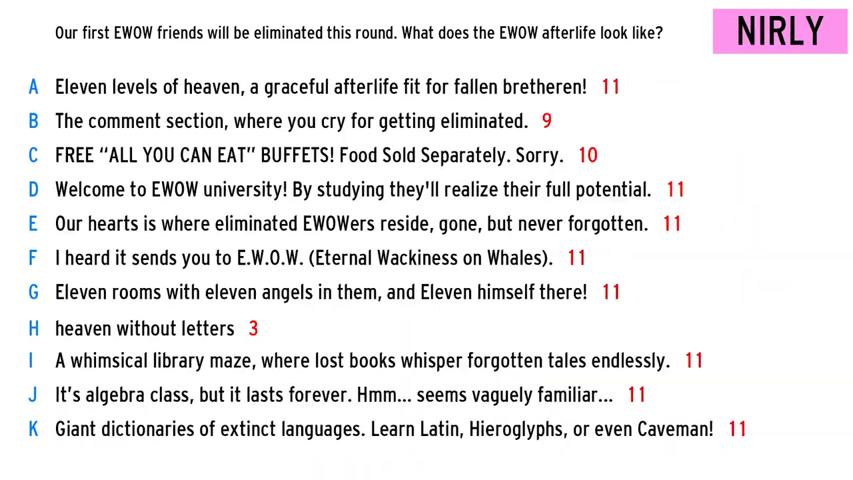 Our first EWOW friends will be eliminated this round. What does the EWOW afterlife look like?
NIRLY
A Eleven levels of heaven, a graceful afterlife fit for fallen bretheren! 11
B The comment section, where you cry for getting eliminated. 9
C FREE “ALL YOU CAN EAT” BUFFETS! Food Sold Separately. Sorry. 10
D Welcome to EWOW university! By studying they'll realize their full potential. 11
E Our hearts is where eliminated EWOWers reside, gone, but never forgotten. 11
F I heard it sends you to E.W.O.W. (Eternal Wackiness on Whales). 11
G Eleven rooms with eleven angels in them, and Eleven himself there! 11
H heaven without letters 3
I A whimsical library maze, where lost books whisper forgotten tales endlessly. 11
J It’s algebra class, but it lasts forever. Hmm... seems vaguely familiar... 11
K Giant dictionaries of extinct languages. Learn Latin, Hieroglyphs, or even Caveman! 11